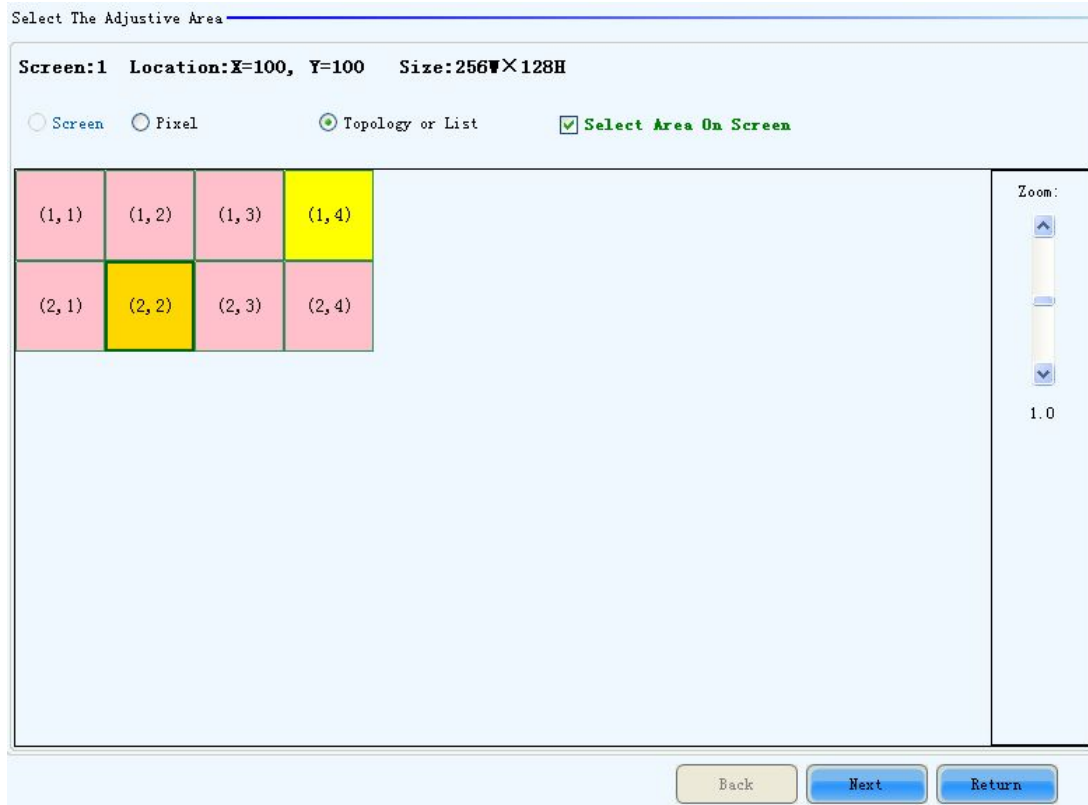 Select The Adjustive Area
Screen:1 Location:X=100, Y=100 Size:256W×128H
Screen Pixel Topology or List Select Area On Screen
(1,1) (1,2) (1,3) (1,4)
Zoom:
(2,1) (2,2) (2,3) (2,4)
1.0
Back Next Return